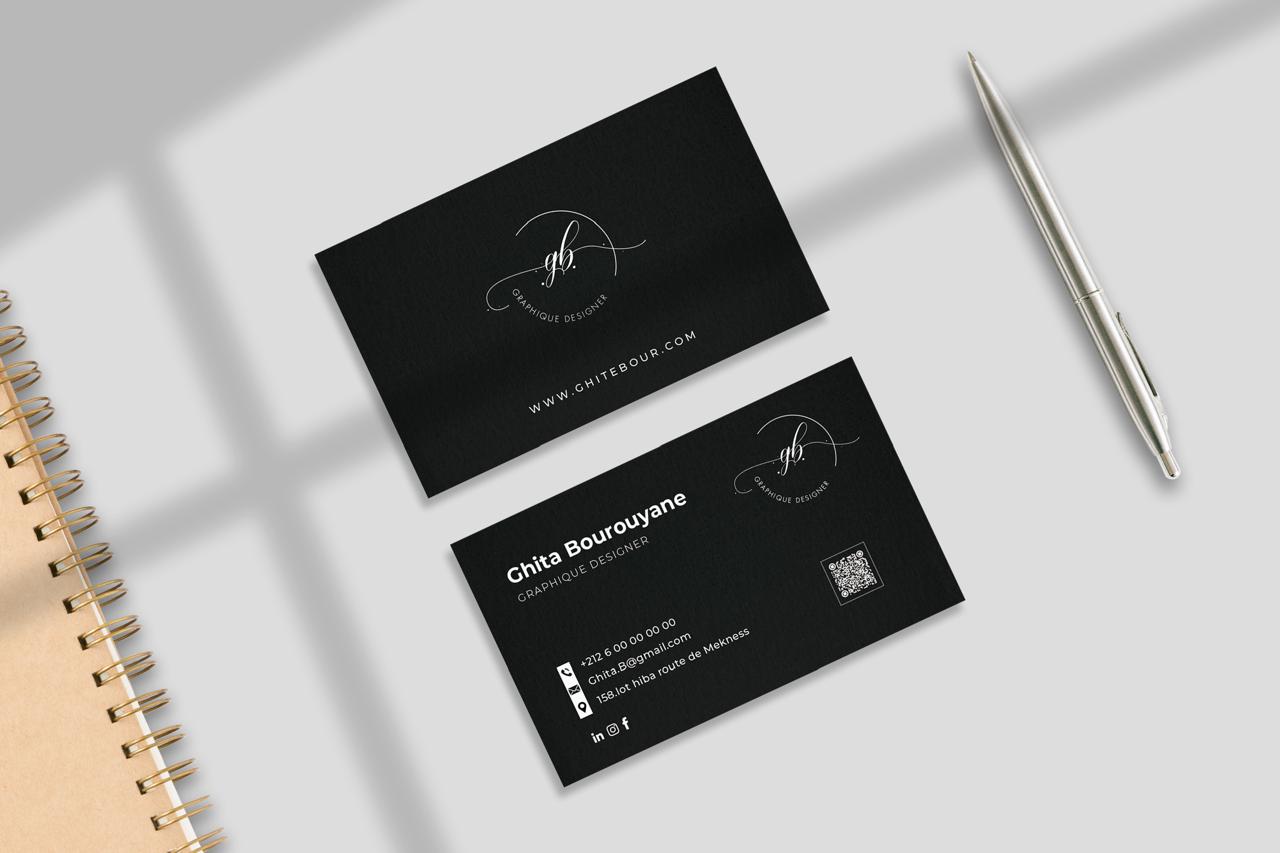 gb.
GRAPHIQUE DESIGNER
WWW.GHITEBOUR.COM
gb.
GRAPHIQUE DESIGNER
Ghita Bourouyane
GRAPHIQUE DESIGNER
+212 6 00 00 00 00
Ghita.B@gmail.com
158.lot hiba route de Mekness
in f